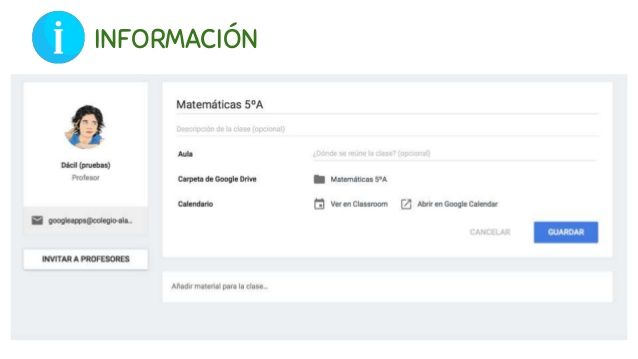 i INFORMACIÓN
Dácil (pruebas)
Profesor
googleapps@colegio-ala...
INVITAR A PROFESORES
Matemáticas 5ºA
Descripción de la clase (opcional)
Aula ¿Dónde se reúne la clase? (opcional)
Carpeta de Google Drive Matemáticas 5ºA
Calendario Ver en Classroom Abrir en Google Calendar
CANCELAR GUARDAR
Añadir material para la clase...